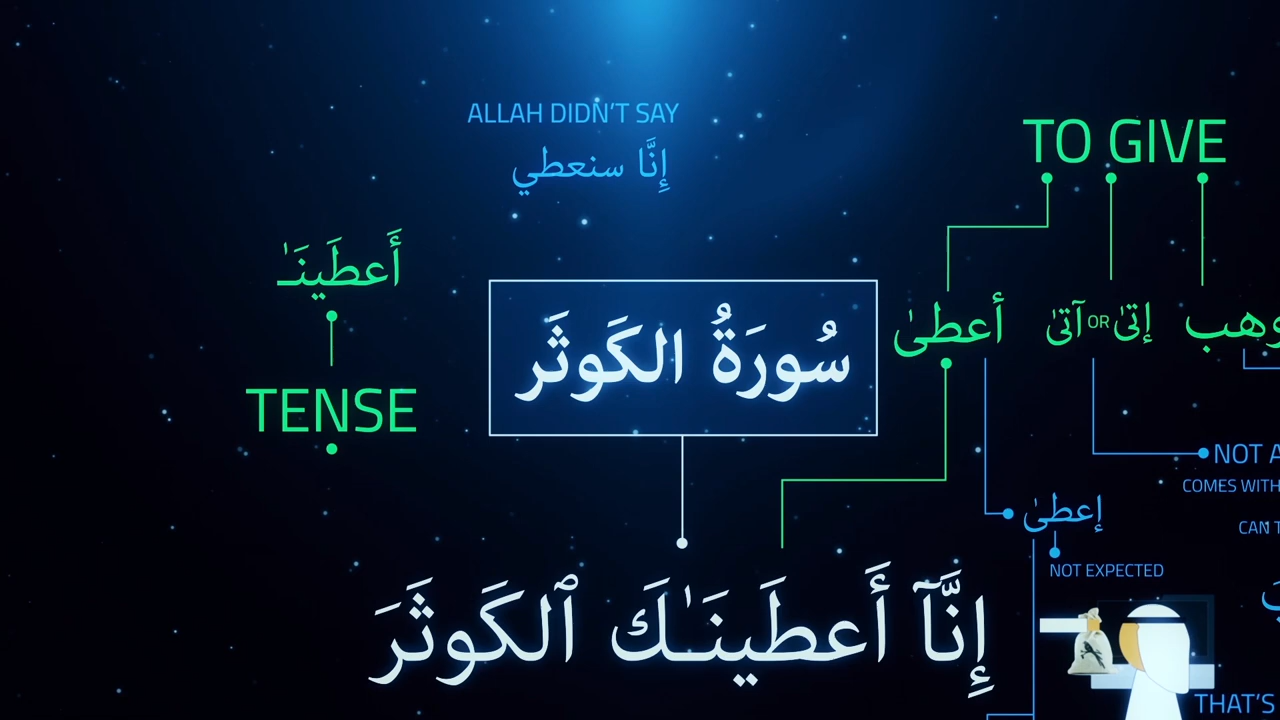 ALLAH DIDN'T SAY
إِنَّا سنعطي
TO GIVE
أَعطَينَـٰ
TENSE
سُورَةُ الكَوثَر
أعطىٰ
آتىٰ OR إتىٰ
وهب
NOT A
COMES WITH
CAN T
إعطىٰ
NOT EXPECTED
إِنَّآ أَعطَينَـٰكَ ٱلكَوثَرَ
THAT'S